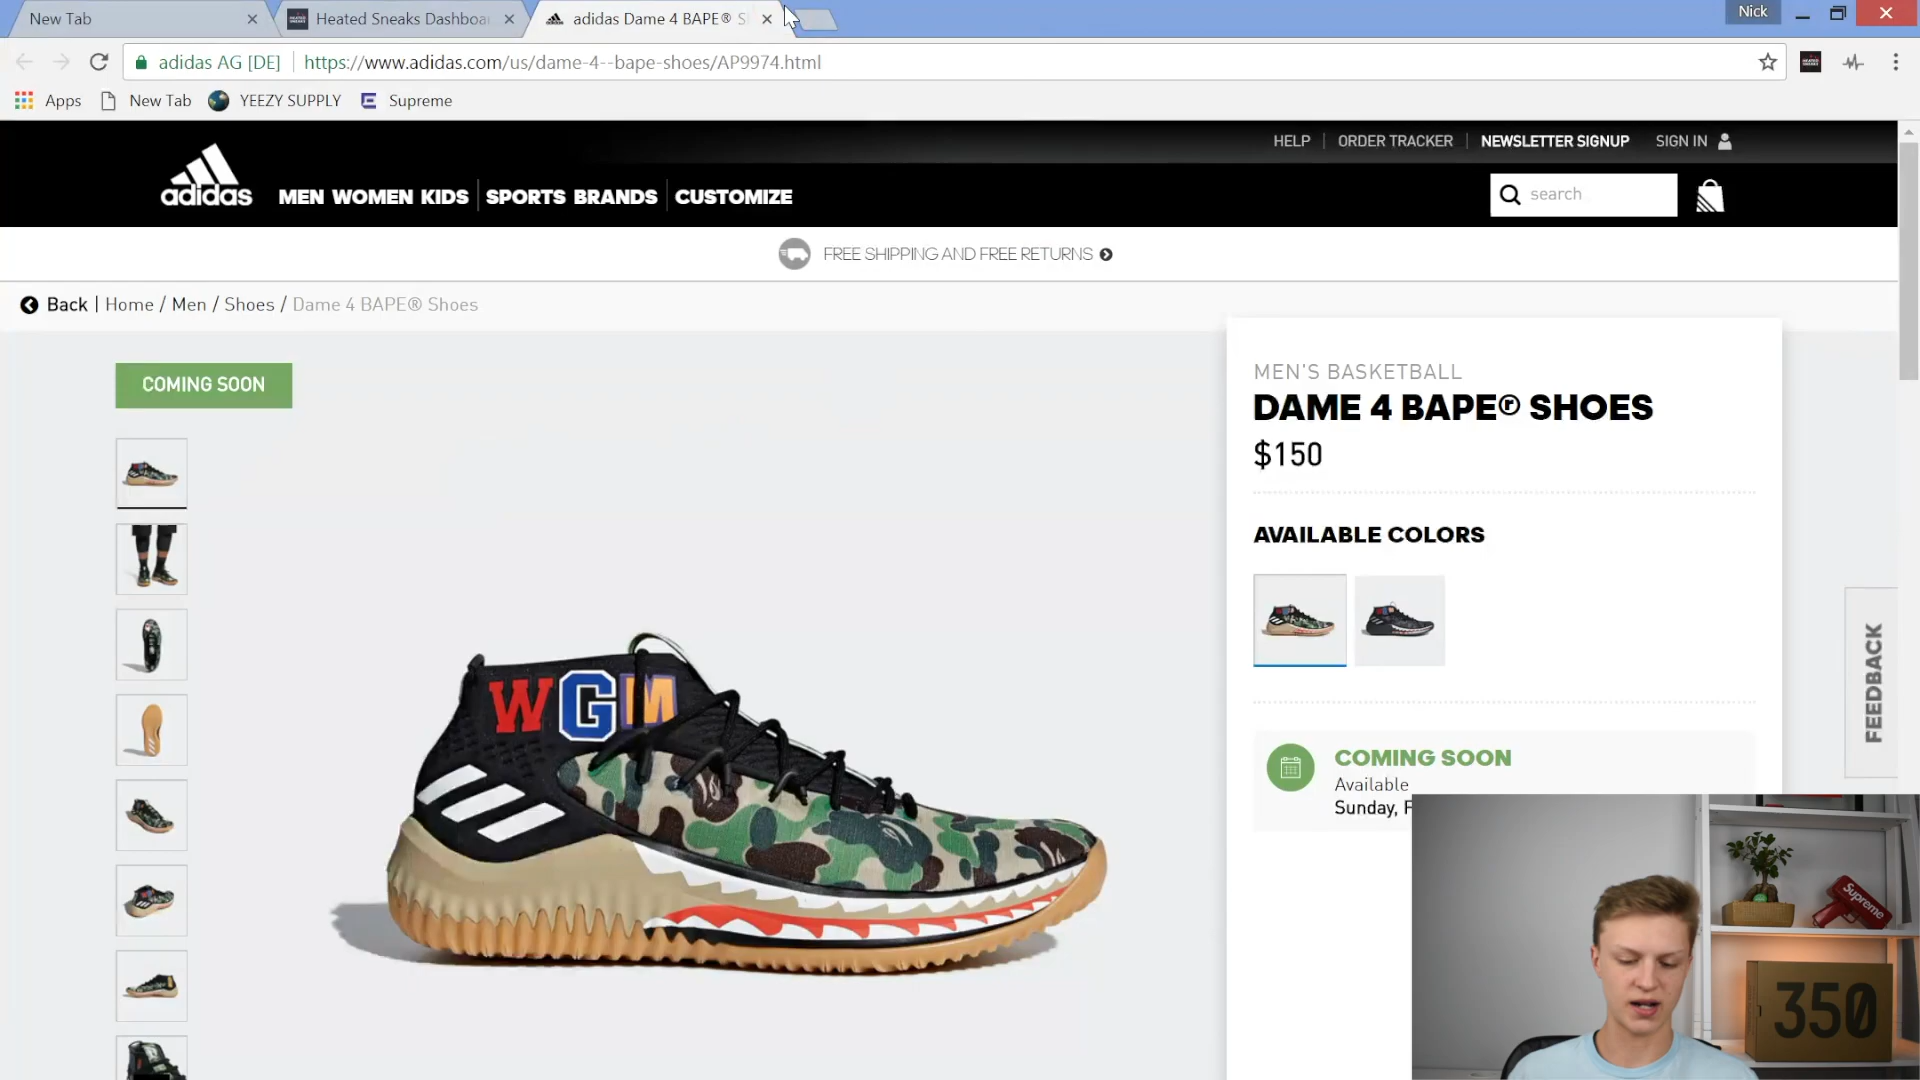 New Tab
Heated Sneaks Dashboa
adidas Dame 4 BAPE® S
Nick
adidas AG [DE]
https://www.adidas.com/us/dame-4--bape-shoes/AP9974.html
Apps
New Tab
YEEZY SUPPLY
Supreme
HELP
ORDER TRACKER
NEWSLETTER SIGNUP
SIGN IN
adidas
MEN WOMEN KIDS
SPORTS BRANDS
CUSTOMIZE
search
FREE SHIPPING AND FREE RETURNS
Back | Home / Men / Shoes / Dame 4 BAPE® Shoes
COMING SOON
MEN'S BASKETBALL
DAME 4 BAPE® SHOES
$150
AVAILABLE COLORS
WGM
FEEDBACK
COMING SOON
Available
Sunday, F
Supreme
350